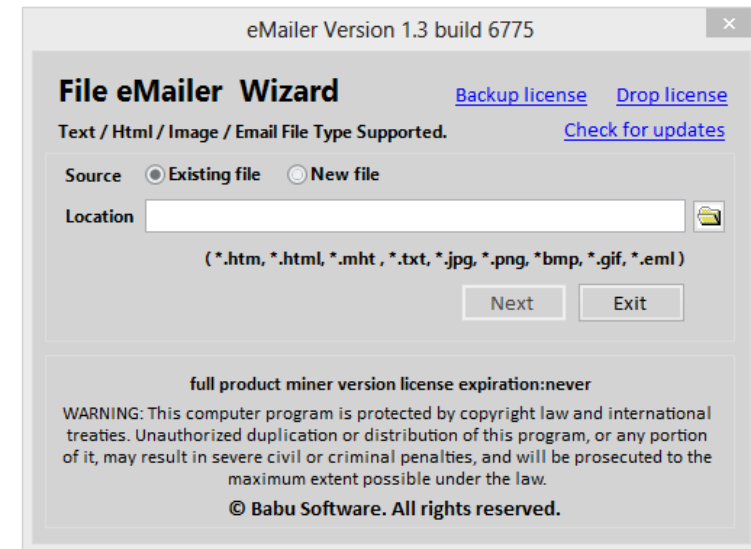 eMailer Version 1.3 build 6775
×
File eMailer Wizard
Backup license
Drop license
Text / Html / Image / Email File Type Supported.
Check for updates
Source
Existing file
New file
Location
( *.htm, *.html, *.mht , *.txt, *.jpg, *.png, *bmp, *.gif, *.eml )
Next
Exit
full product miner version license expiration:never
WARNING: This computer program is protected by copyright law and international
treaties. Unauthorized duplication or distribution of this program, or any portion
of it, may result in severe civil or criminal penalties, and will be prosecuted to the
maximum extent possible under the law.
© Babu Software. All rights reserved.